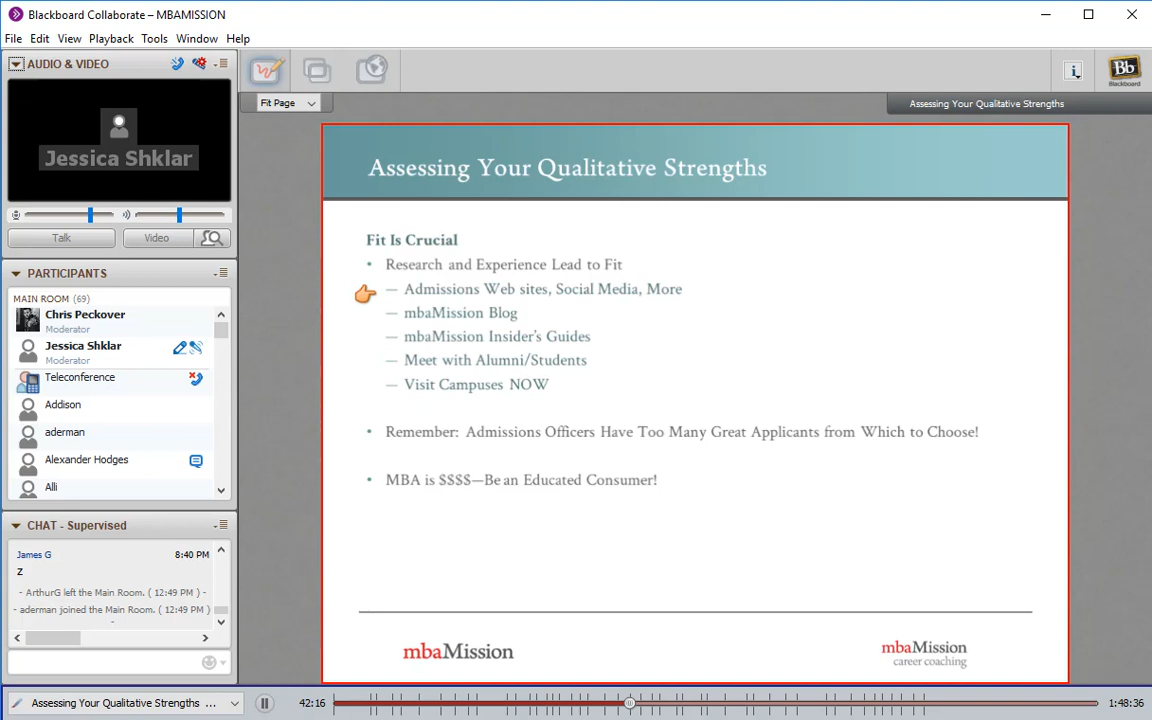 Blackboard Collaborate – MBAMISSION
File Edit View Playback Tools Window Help
AUDIO & VIDEO
Jessica Shklar
Talk
Video
PARTICIPANTS
MAIN ROOM (69)
Chris Peckover
Moderator
Jessica Shklar
Moderator
Teleconference
Addison
aderman
Alexander Hodges
Alli
CHAT - Supervised
James G 8:40 PM
z
- ArthurG left the Main Room. ( 12:49 PM ) -
- aderman joined the Main Room. ( 12:49 PM )
-
Fit Page
i
Bb
Blackboard
Assessing Your Qualitative Strengths
Assessing Your Qualitative Strengths
Fit Is Crucial
• Research and Experience Lead to Fit
— Admissions Web sites, Social Media, More
— mbaMission Blog
— mbaMission Insider's Guides
— Meet with Alumni/Students
— Visit Campuses NOW
• Remember: Admissions Officers Have Too Many Great Applicants from Which to Choose!
• MBA is $$$$—Be an Educated Consumer!
mbaMission
mbaMission
career coaching
Assessing Your Qualitative Strengths ...
42:16
1:48:36